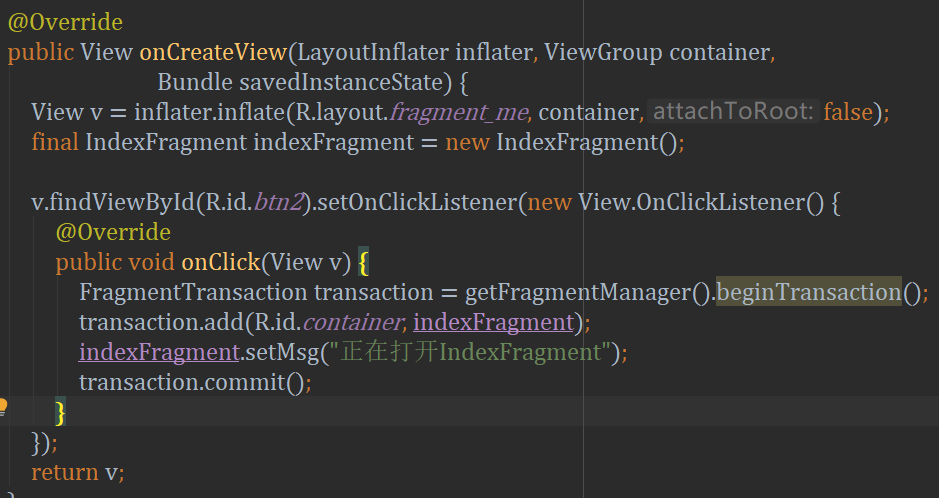 @Override
public View onCreateView(LayoutInflater inflater, ViewGroup container,
Bundle savedInstanceState) {
View v = inflater.inflate(R.layout.fragment_me, container, attachToRoot: false);
final IndexFragment indexFragment = new IndexFragment();
v.findViewById(R.id.btn2).setOnClickListener(new View.OnClickListener() {
@Override
public void onClick(View v) {
FragmentTransaction transaction = getFragmentManager().beginTransaction();
transaction.add(R.id.container, indexFragment);
indexFragment.setMsg("正在打开IndexFragment");
transaction.commit();
}
});
return v;